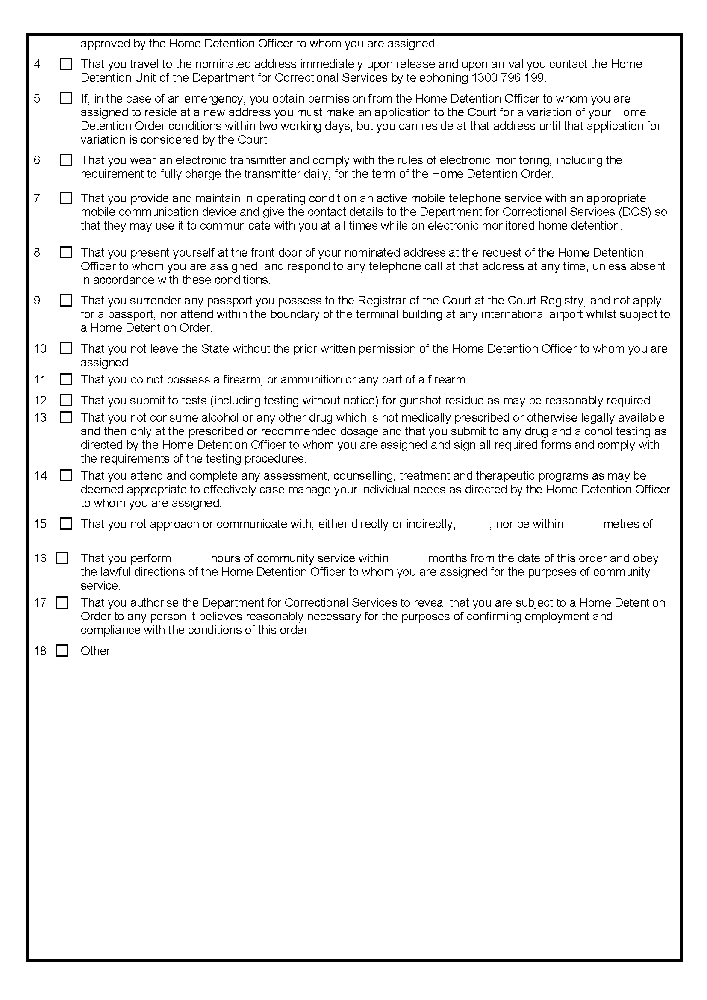 approved by the Home Detention Officer to whom you are assigned.
4 That you travel to the nominated address immediately upon release and upon arrival you contact the Home
Detention Unit of the Department for Correctional Services by telephoning 1300 796 199.
5 If, in the case of an emergency, you obtain permission from the Home Detention Officer to whom you are
assigned to reside at a new address you must make an application to the Court for a variation of your Home
Detention Order conditions within two working days, but you can reside at that address until that application for
variation is considered by the Court.
6 That you wear an electronic transmitter and comply with the rules of electronic monitoring, including the
requirement to fully charge the transmitter daily, for the term of the Home Detention Order.
7 That you provide and maintain in operating condition an active mobile telephone service with an appropriate
mobile communication device and give the contact details to the Department for Correctional Services (DCS) so
that they may use it to communicate with you at all times while on electronic monitored home detention.
8 That you present yourself at the front door of your nominated address at the request of the Home Detention
Officer to whom you are assigned, and respond to any telephone call at that address at any time, unless absent
in accordance with these conditions.
9 That you surrender any passport you possess to the Registrar of the Court at the Court Registry, and not apply
for a passport, nor attend within the boundary of the terminal building at any international airport whilst subject to
a Home Detention Order.
10 That you not leave the State without the prior written permission of the Home Detention Officer to whom you are
assigned.
11 That you do not possess a firearm, or ammunition or any part of a firearm.
12 That you submit to tests (including testing without notice) for gunshot residue as may be reasonably required.
13 That you not consume alcohol or any other drug which is not medically prescribed or otherwise legally available
and then only at the prescribed or recommended dosage and that you submit to any drug and alcohol testing as
directed by the Home Detention Officer to whom you are assigned and sign all required forms and comply with
the requirements of the testing procedures.
14 That you attend and complete any assessment, counselling, treatment and therapeutic programs as may be
deemed appropriate to effectively case manage your individual needs as directed by the Home Detention Officer
to whom you are assigned.
15 That you not approach or communicate with, either directly or indirectly, , nor be within metres of
.
16 That you perform hours of community service within months from the date of this order and obey
the lawful directions of the Home Detention Officer to whom you are assigned for the purposes of community
service.
17 That you authorise the Department for Correctional Services to reveal that you are subject to a Home Detention
Order to any person it believes reasonably necessary for the purposes of confirming employment and
compliance with the conditions of this order.
18 Other: